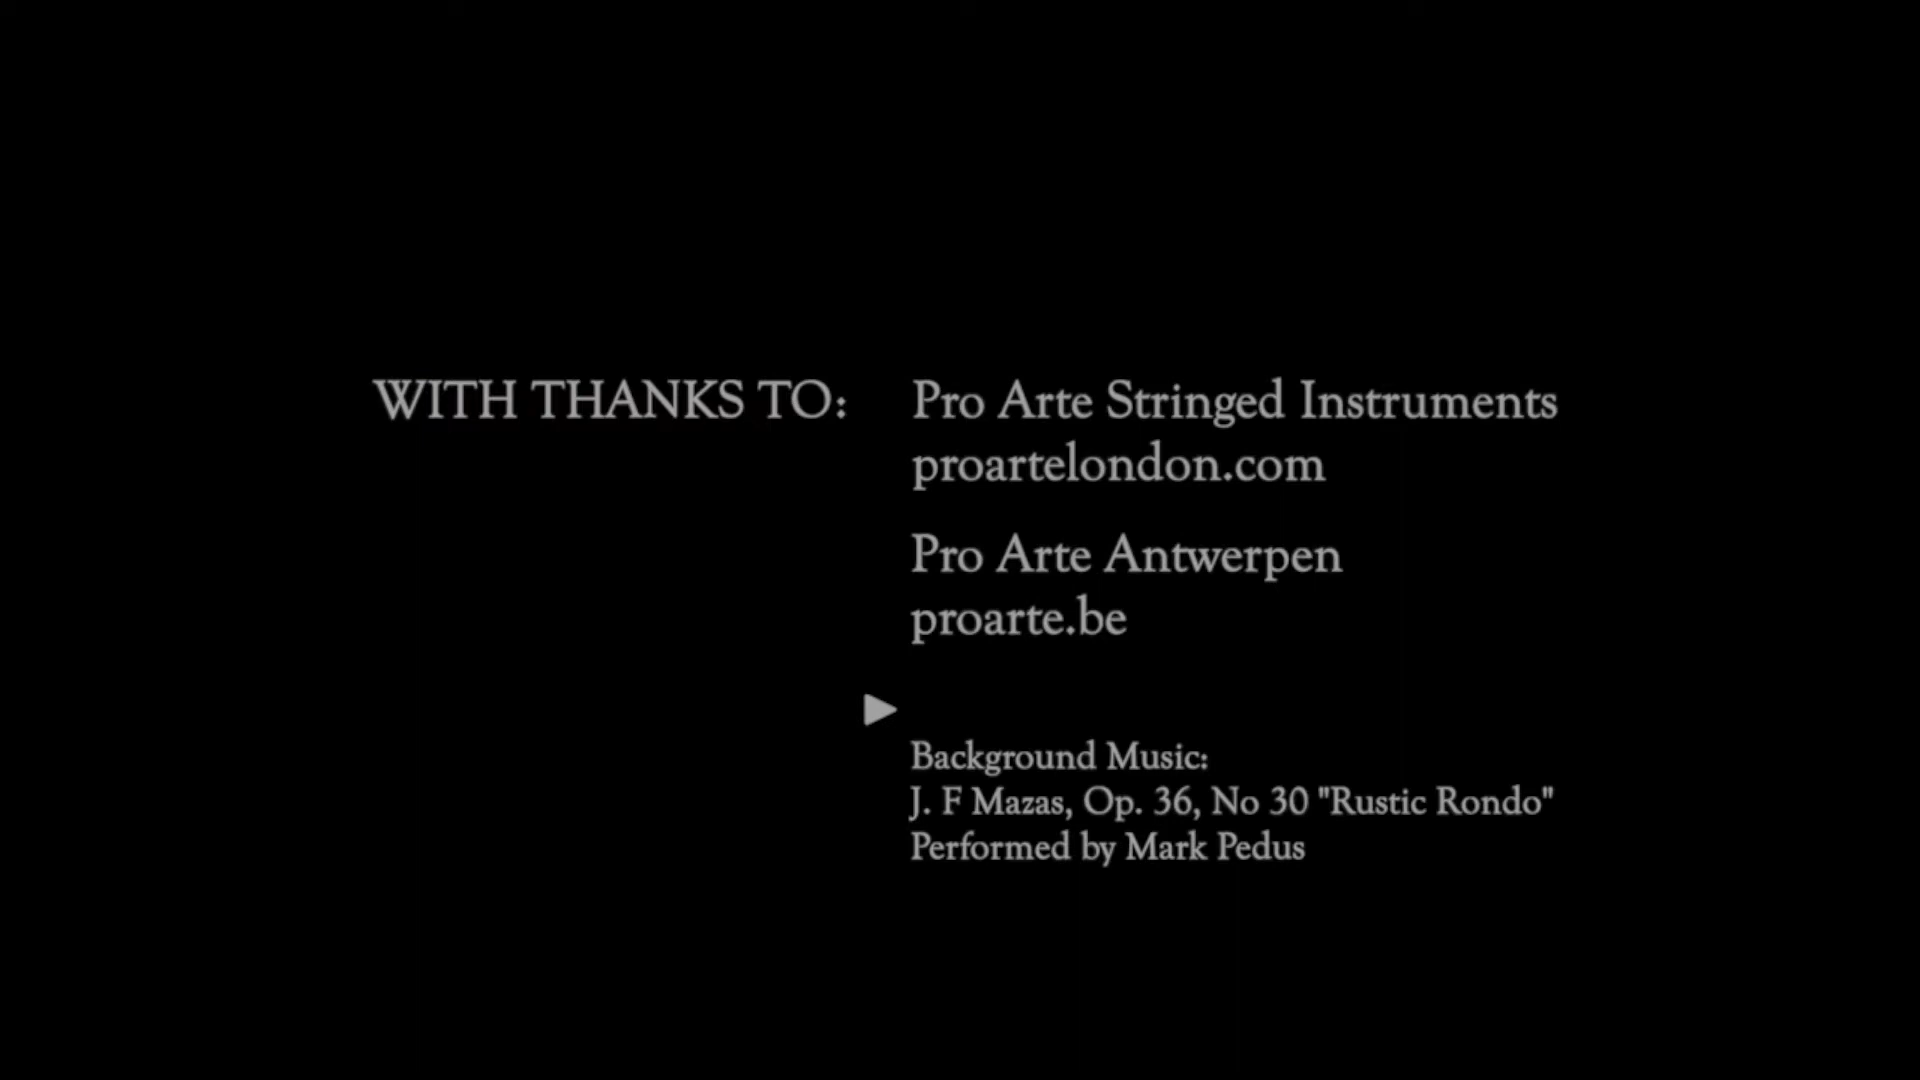 WITH THANKS TO: Pro Arte Stringed Instruments
proartelondon.com
Pro Arte Antwerpen
proarte.be
Background Music:
J. F Mazas, Op. 36, No 30 "Rustic Rondo"
Performed by Mark Pedus